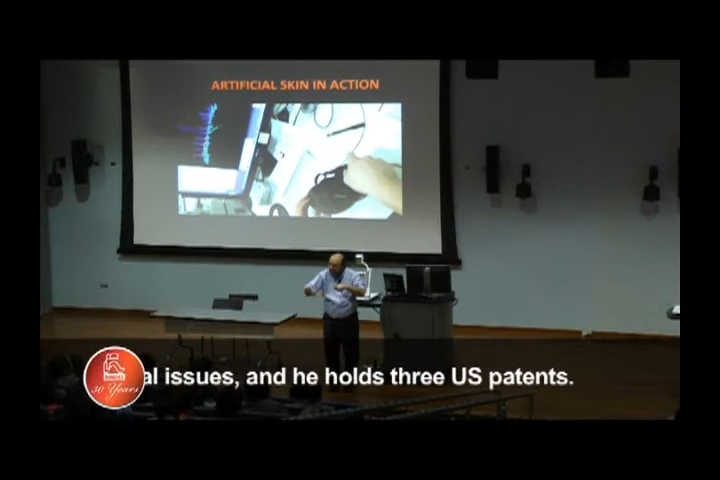 ARTIFICIAL SKIN IN ACTION
al issues, and he holds three US patents.
30 Years